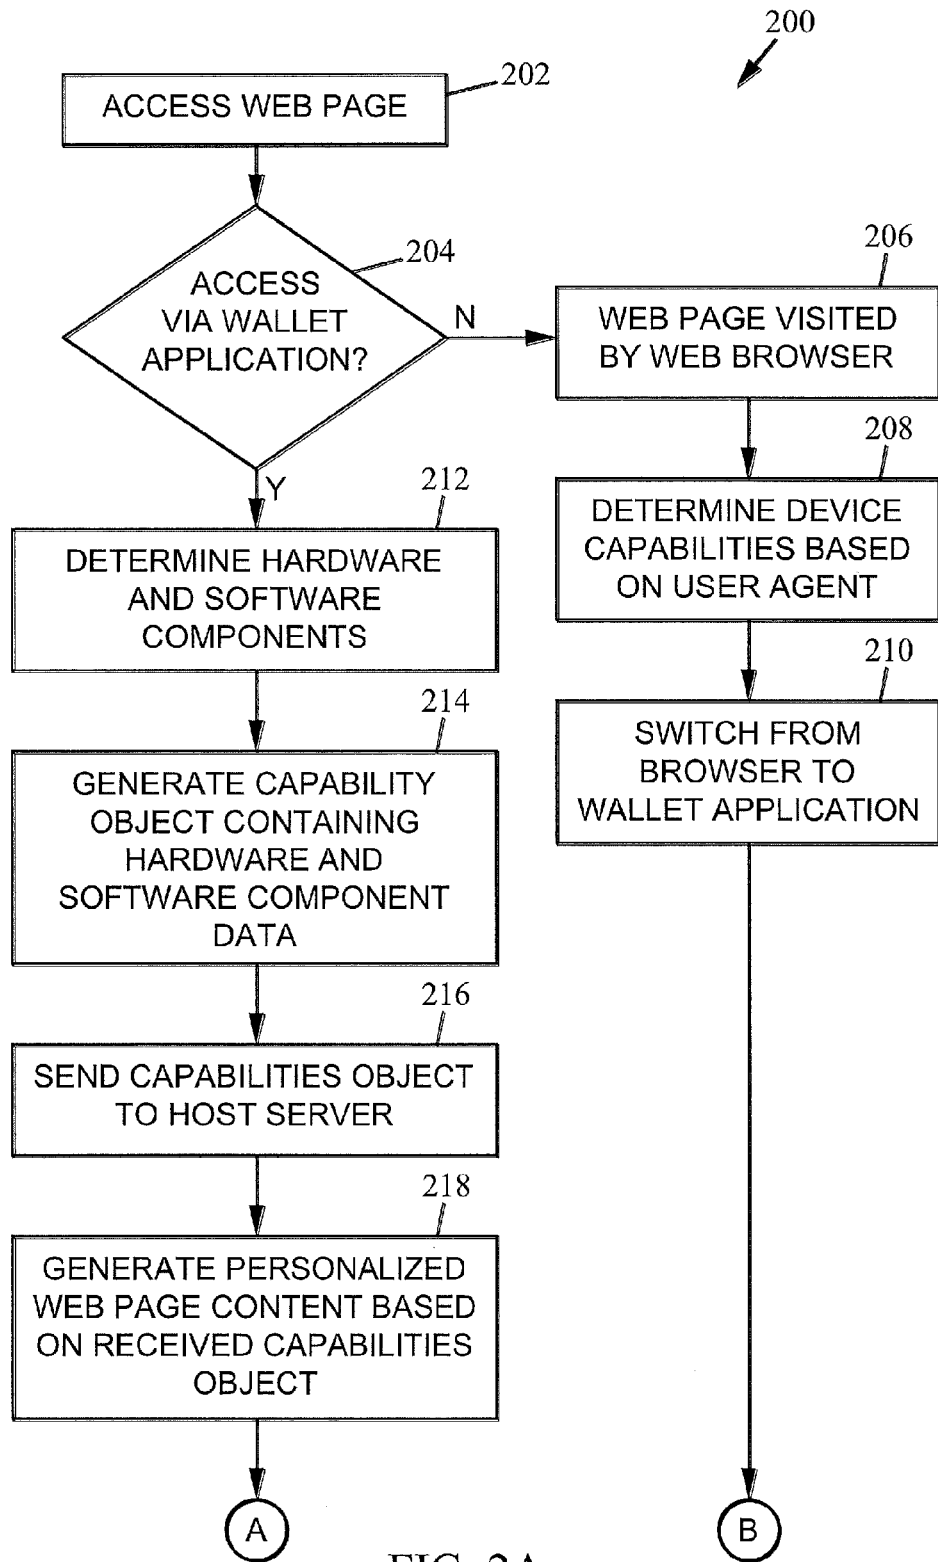 200
202
ACCESS WEB PAGE
204
ACCESS
VIA WALLET
APPLICATION?
N
Y
206
WEB PAGE VISITED
BY WEB BROWSER
208
DETERMINE DEVICE
CAPABILITIES BASED
ON USER AGENT
210
SWITCH FROM
BROWSER TO
WALLET APPLICATION
212
DETERMINE HARDWARE
AND SOFTWARE
COMPONENTS
214
GENERATE CAPABILITY
OBJECT CONTAINING
HARDWARE AND
SOFTWARE COMPONENT
DATA
216
SEND CAPABILITIES OBJECT
TO HOST SERVER
218
GENERATE PERSONALIZED
WEB PAGE CONTENT BASED
ON RECEIVED CAPABILITIES
OBJECT
A
B
FIG. 2A